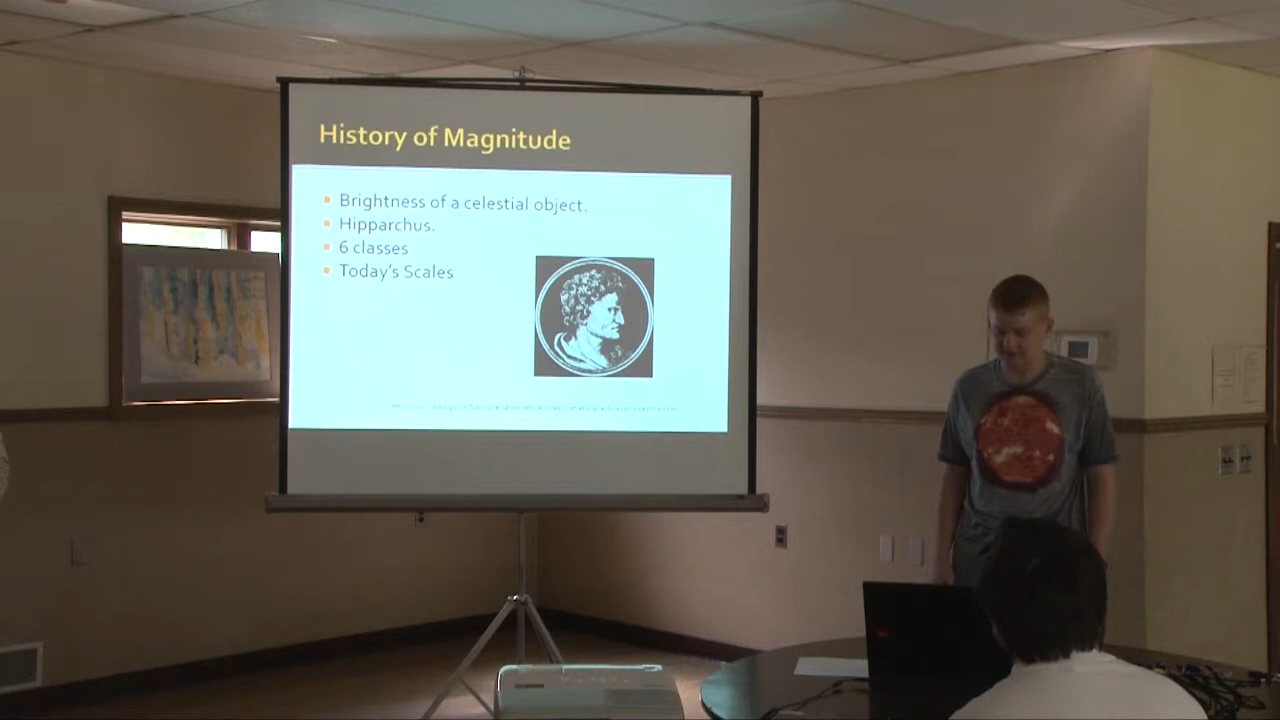 History of Magnitude
Brightness of a celestial object.
Hipparchus.
6 classes
Today's Scales